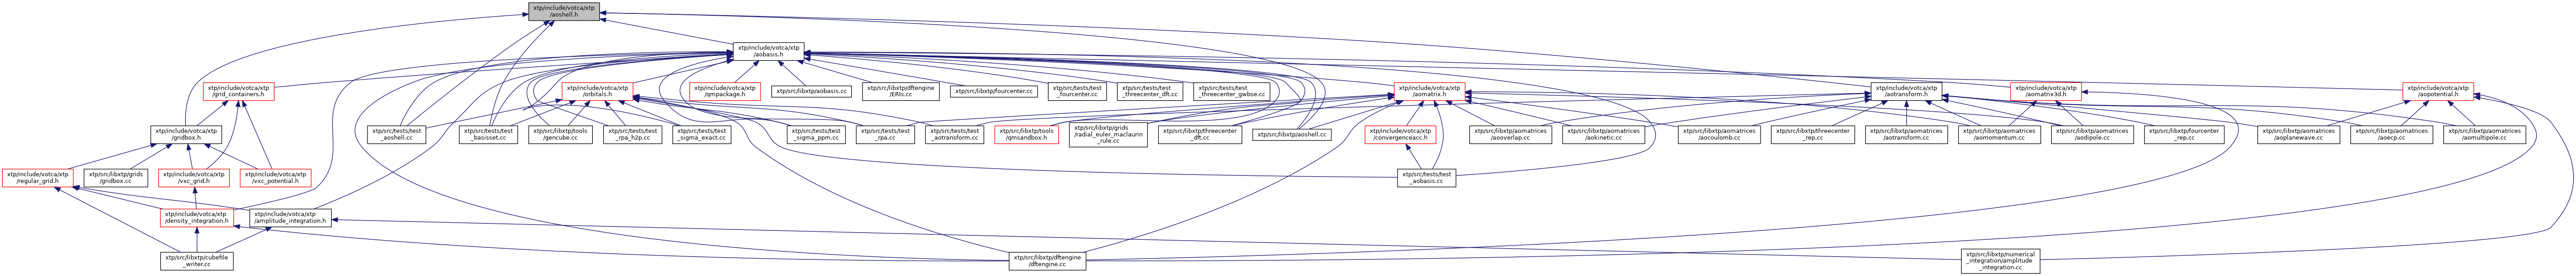 xtp/include/votca/xtp
/aoshell.h
xtp/include/votca/xtp
/aobasis.h
xtp/include/votca/xtp
/grid_containers.h
xtp/include/votca/xtp
/orbitals.h
xtp/include/votca/xtp
/qmpackage.h
xtp/src/libxtp/aobasis.cc
xtp/src/libxtp/dftengine
/ERIs.cc
xtp/src/libxtp/fourcenter.cc
xtp/src/tests/test
_fourcenter.cc
xtp/src/tests/test
_threecenter_dft.cc
xtp/src/tests/test
_threecenter_gwbse.cc
xtp/include/votca/xtp
/aomatrix.h
xtp/include/votca/xtp
/aotransform.h
xtp/include/votca/xtp
/aomatrix3d.h
xtp/include/votca/xtp
/aopotential.h
xtp/include/votca/xtp
/gridbox.h
xtp/src/tests/test
_aoshell.cc
xtp/src/tests/test
_basisset.cc
xtp/src/libxtp/tools
/gencube.cc
xtp/src/tests/test
_rpa_h2p.cc
xtp/src/tests/test
_sigma_exact.cc
xtp/src/tests/test
_sigma_ppm.cc
xtp/src/tests/test
_rpa.cc
xtp/src/tests/test
_aotransform.cc
xtp/src/libxtp/tools
/qmsandbox.h
xtp/src/libxtp/grids
/radial_euler_maclaurin
_rule.cc
xtp/src/libxtp/threecenter
_dft.cc
xtp/src/libxtp/aoshell.cc
xtp/include/votca/xtp
/convergenceacc.h
xtp/src/libxtp/aomatrices
/aooverlap.cc
xtp/src/libxtp/aomatrices
/aokinetic.cc
xtp/src/libxtp/aomatrices
/aocoulomb.cc
xtp/src/libxtp/threecenter
_rep.cc
xtp/src/libxtp/aomatrices
/aotransform.cc
xtp/src/libxtp/aomatrices
/aomomentum.cc
xtp/src/libxtp/aomatrices
/aodipole.cc
xtp/src/libxtp/fourcenter
_rep.cc
xtp/src/libxtp/aomatrices
/aoplanewave.cc
xtp/src/libxtp/aomatrices
/aoecp.cc
xtp/src/libxtp/aomatrices
/aomultipole.cc
xtp/include/votca/xtp
/regular_grid.h
xtp/src/libxtp/grids
/gridbox.cc
xtp/include/votca/xtp
/vxc_grid.h
xtp/include/votca/xtp
/vxc_potential.h
xtp/src/tests/test
_aobasis.cc
xtp/include/votca/xtp
/density_integration.h
xtp/include/votca/xtp
/amplitude_integration.h
xtp/src/libxtp/cubefile
_writer.cc
xtp/src/libxtp/dftengine
/dftengine.cc
xtp/src/libxtp/numerical
_integration/amplitude
_integration.cc